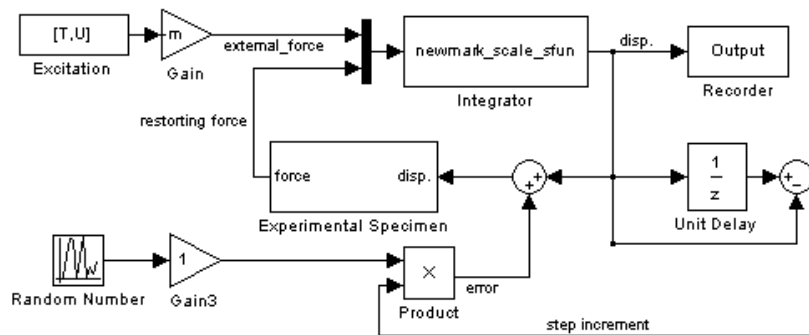 [T,U]
Excitation
m
Gain
external_force
newmark_scale_sfun
Integrator
disp.
Output
Recorder
restorting force
force
disp.
Experimental Specimen
+
+
1
z
Unit Delay
+
−
Random Number
1
Gain3
×
Product
error
step increment